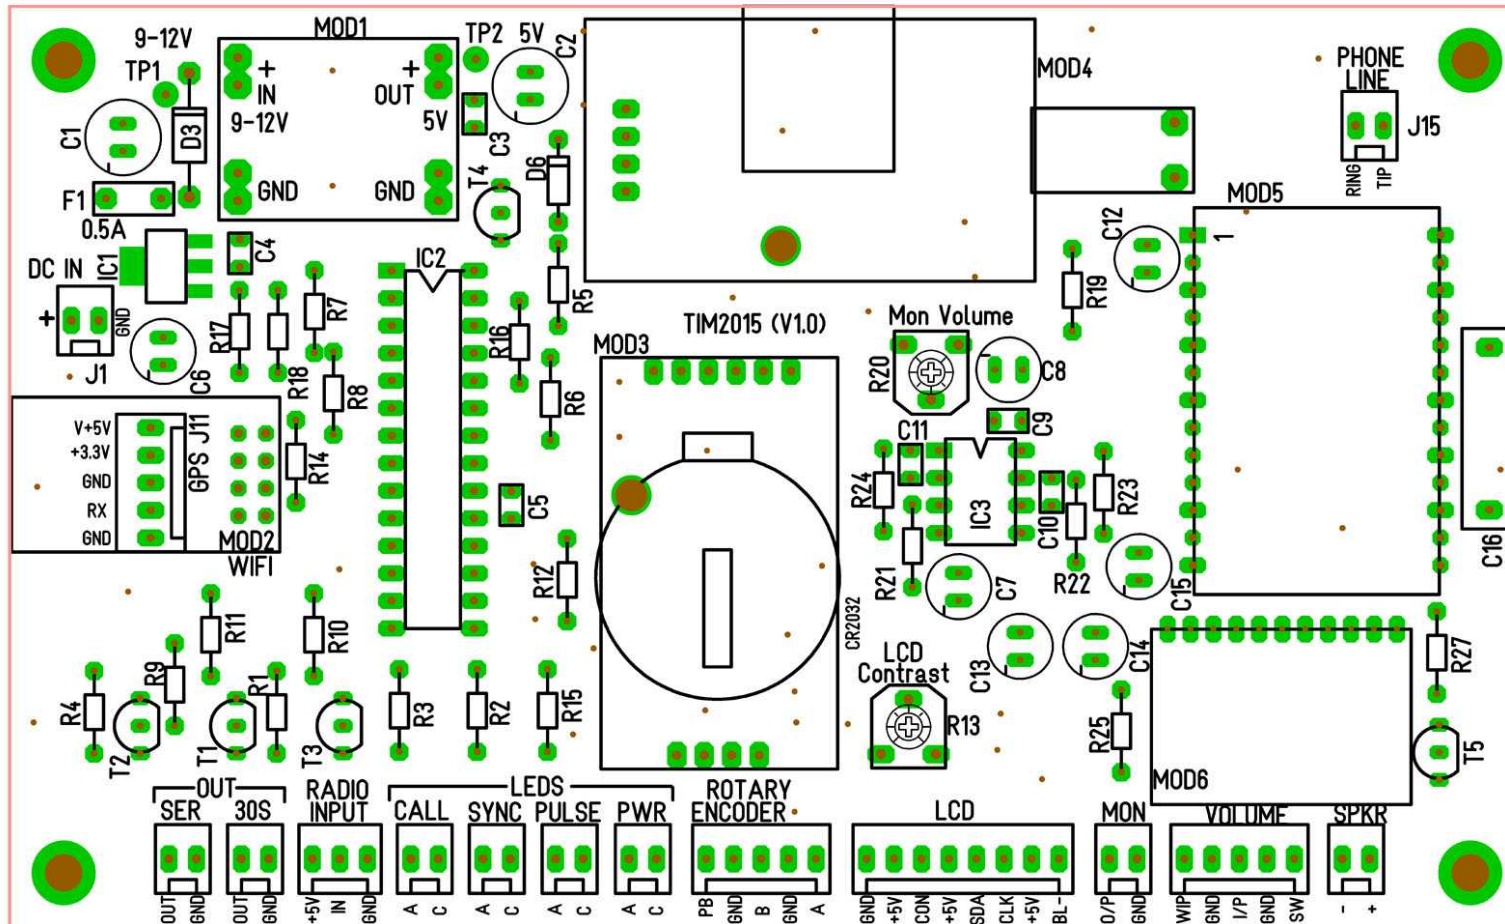 MOD1
TP2
5V
C2
9-12V
TP1
+
IN
9-12V
+
OUT
5V
GND
GND
C1
D3
C3
T4
D6
MOD4
PHONE
LINE
J15
RING
TIP
F1
0.5A
IC1
C4
DC IN
+
GND
J1
C6
R17
R18
R7
R8
IC2
R16
R5
R6
TIM2015 (V1.0)
MOD3
Mon Volume
R20
C8
C9
R19
C12
MOD5
1
V+5V
+3.3V
GND
RX
GND
J11
GPS
MOD2
WIFI
R14
C5
R12
C11
R24
R21
IC3
C10
R22
R23
C7
C15
C16
CR2032
LCD
Contrast
R13
C13
C14
R25
MOD6
R27
T5
R4
T2
R9
R11
T1
R1
R10
T3
R3
R2
R15
OUT
SER
30S
RADIO
INPUT
LEDS
CALL
SYNC
PULSE
PWR
ROTARY
ENCODER
LCD
MON
VOLUME
SPKR
OUT
GND
OUT
GND
+5V
IN
GND
A
C
A
C
A
C
A
C
PB
GND
B
GND
A
GND
+5V
CON
+5V
SDA
CLK
+5V
BL-
O/P
GND
WIP
GND
I/P
GND
SW
-
+